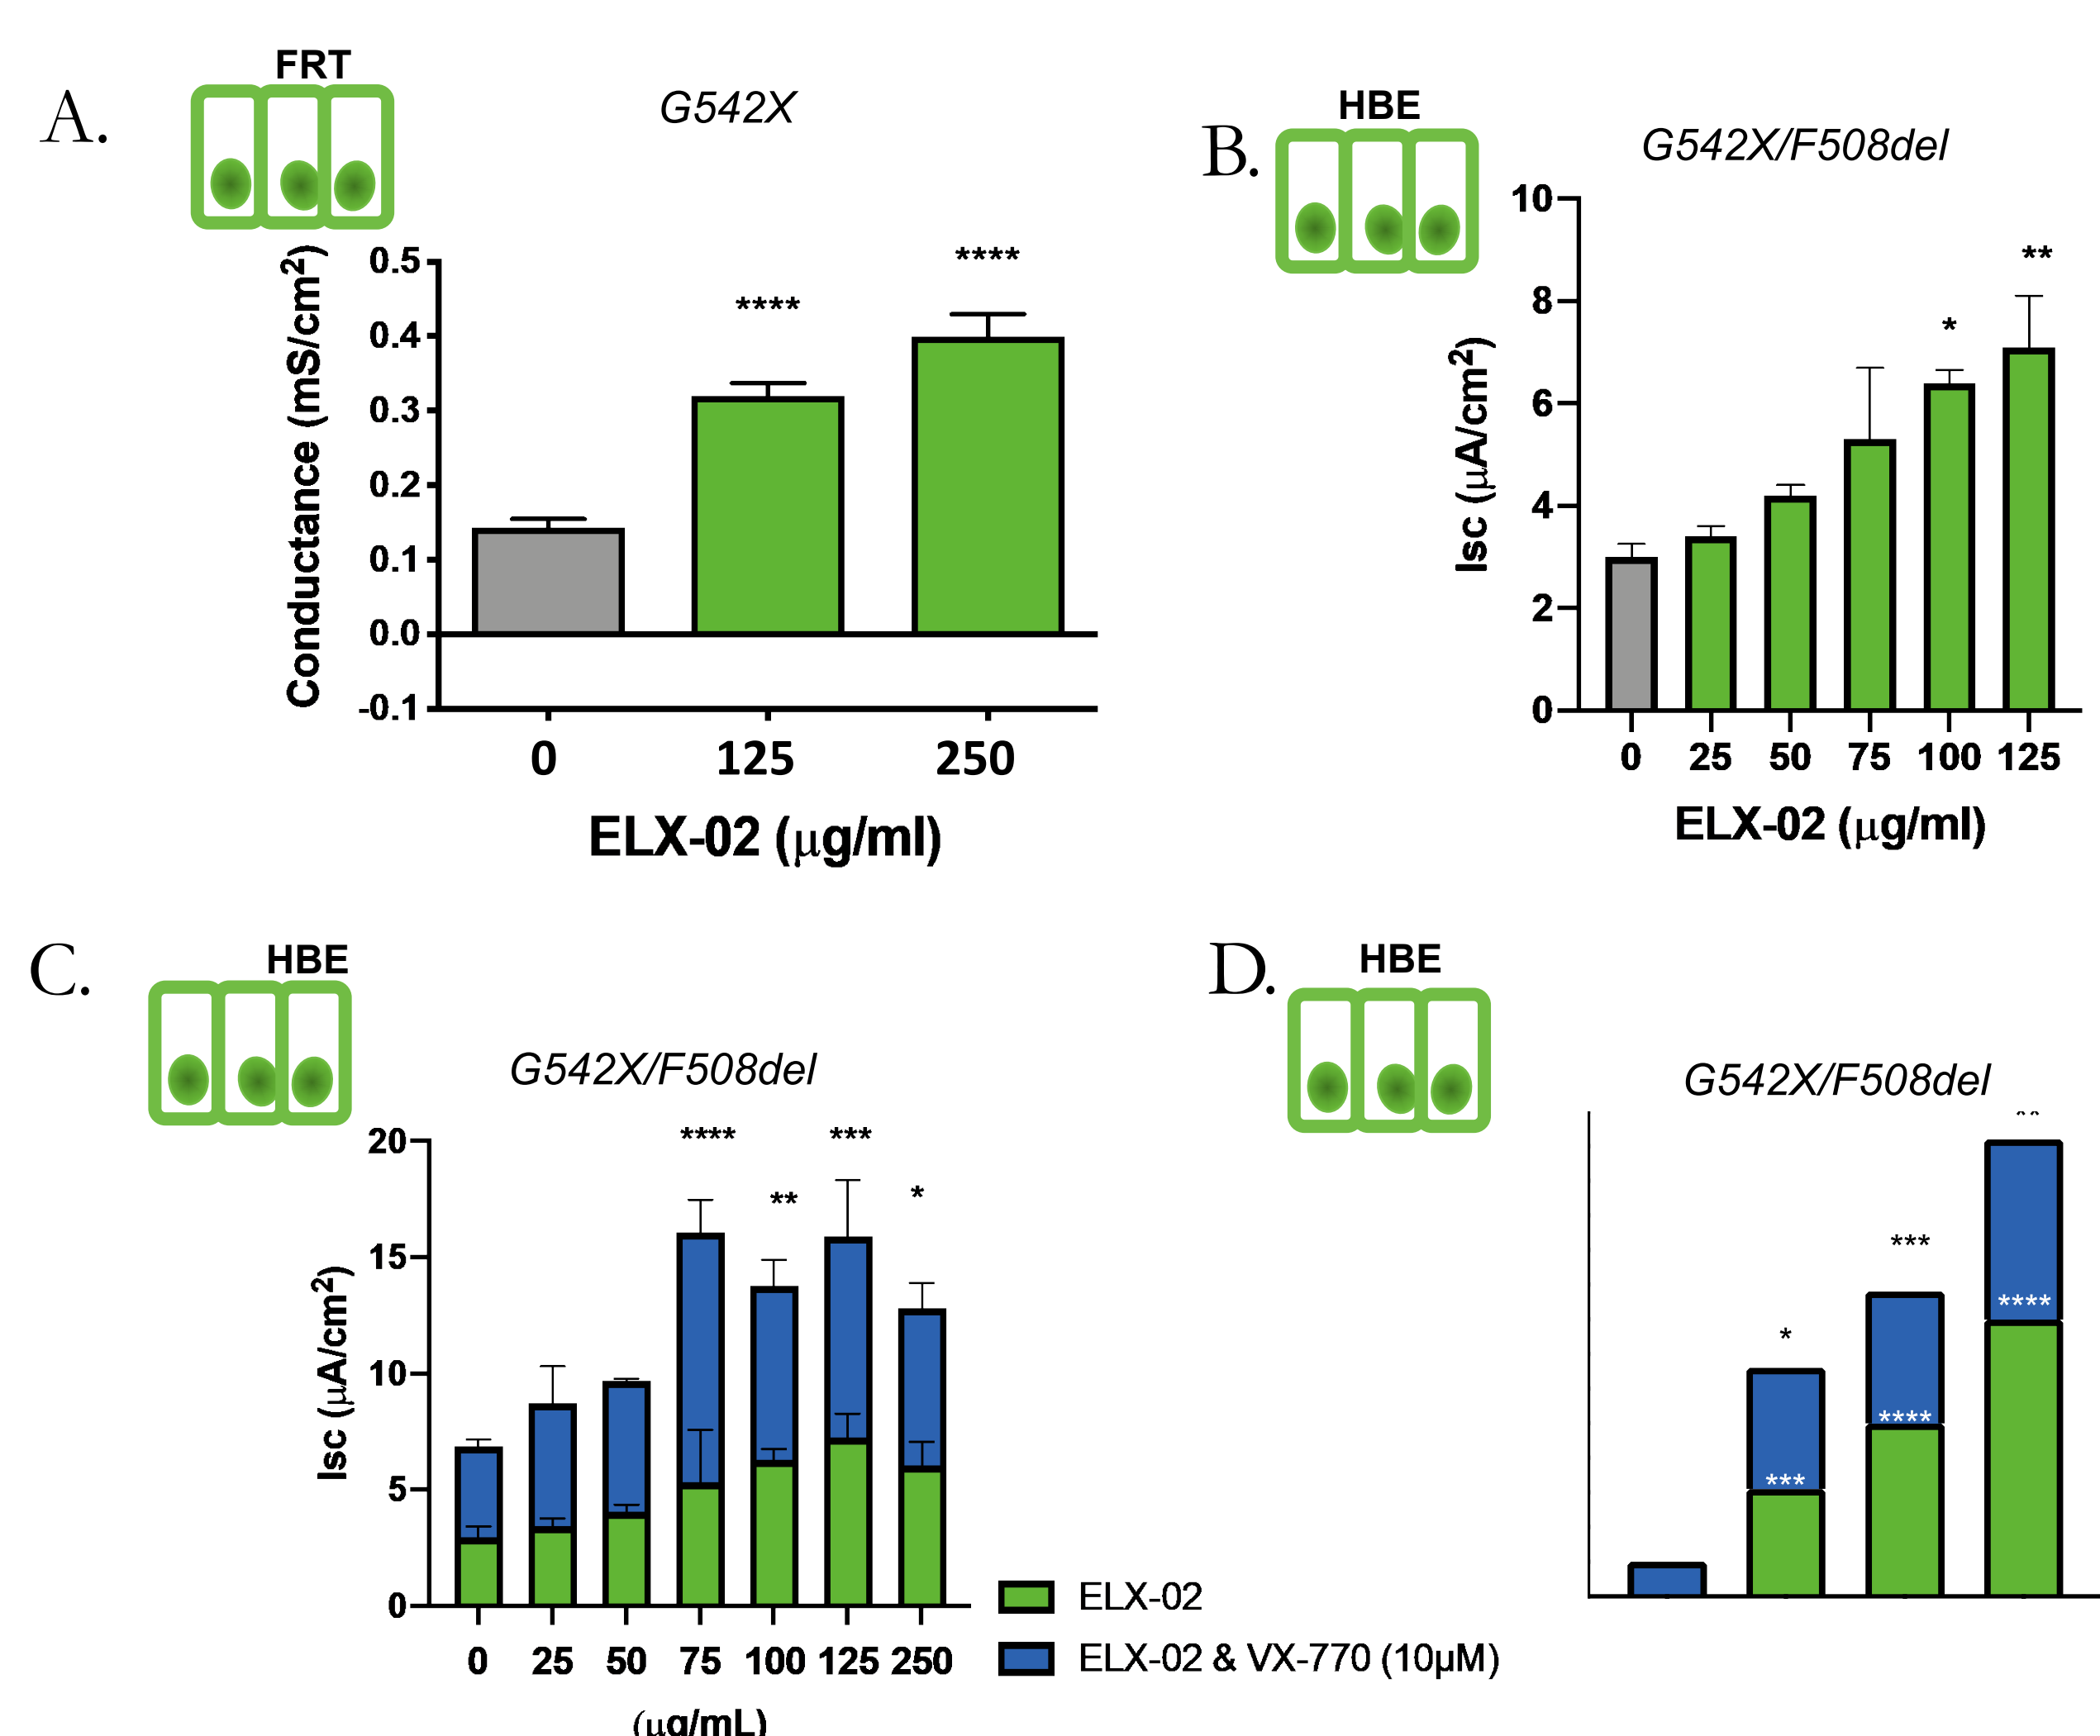 A.
FRT
G542X
****
****
0.5
0.4
0.3
0.2
0.1
0.0
-0.1
Conductance (mS/cm²)
0 125 250
ELX-02 (µg/ml)
B.
HBE
G542X/F508del
**
*
10
8
6
4
2
0
Isc (µA/cm²)
0 25 50 75 100 125
ELX-02 (µg/ml)
C.
HBE
G542X/F508del
**** ***
** *
20
15
10
5
0
Isc (µA/cm²)
0 25 50 75 100 125 250
(µg/mL)
ELX-02
ELX-02 & VX-770 (10µM)
D.
HBE
G542X/F508del
***
****
*
****
***